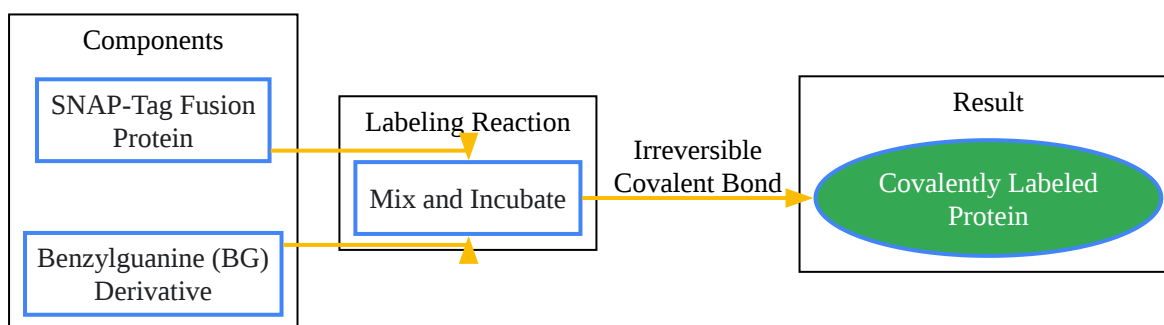 Components
SNAP-Tag Fusion
Protein
Benzylguanine (BG)
Derivative
Labeling Reaction
Mix and Incubate
Irreversible
Covalent Bond
Result
Covalently Labeled
Protein